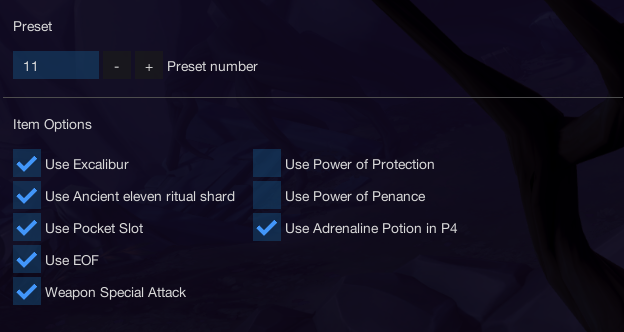 Preset
11 - + Preset number
Item Options
Use Excalibur Use Power of Protection
Use Ancient eleven ritual shard Use Power of Penance
Use Pocket Slot Use Adrenaline Potion in P4
Use EOF
Weapon Special Attack